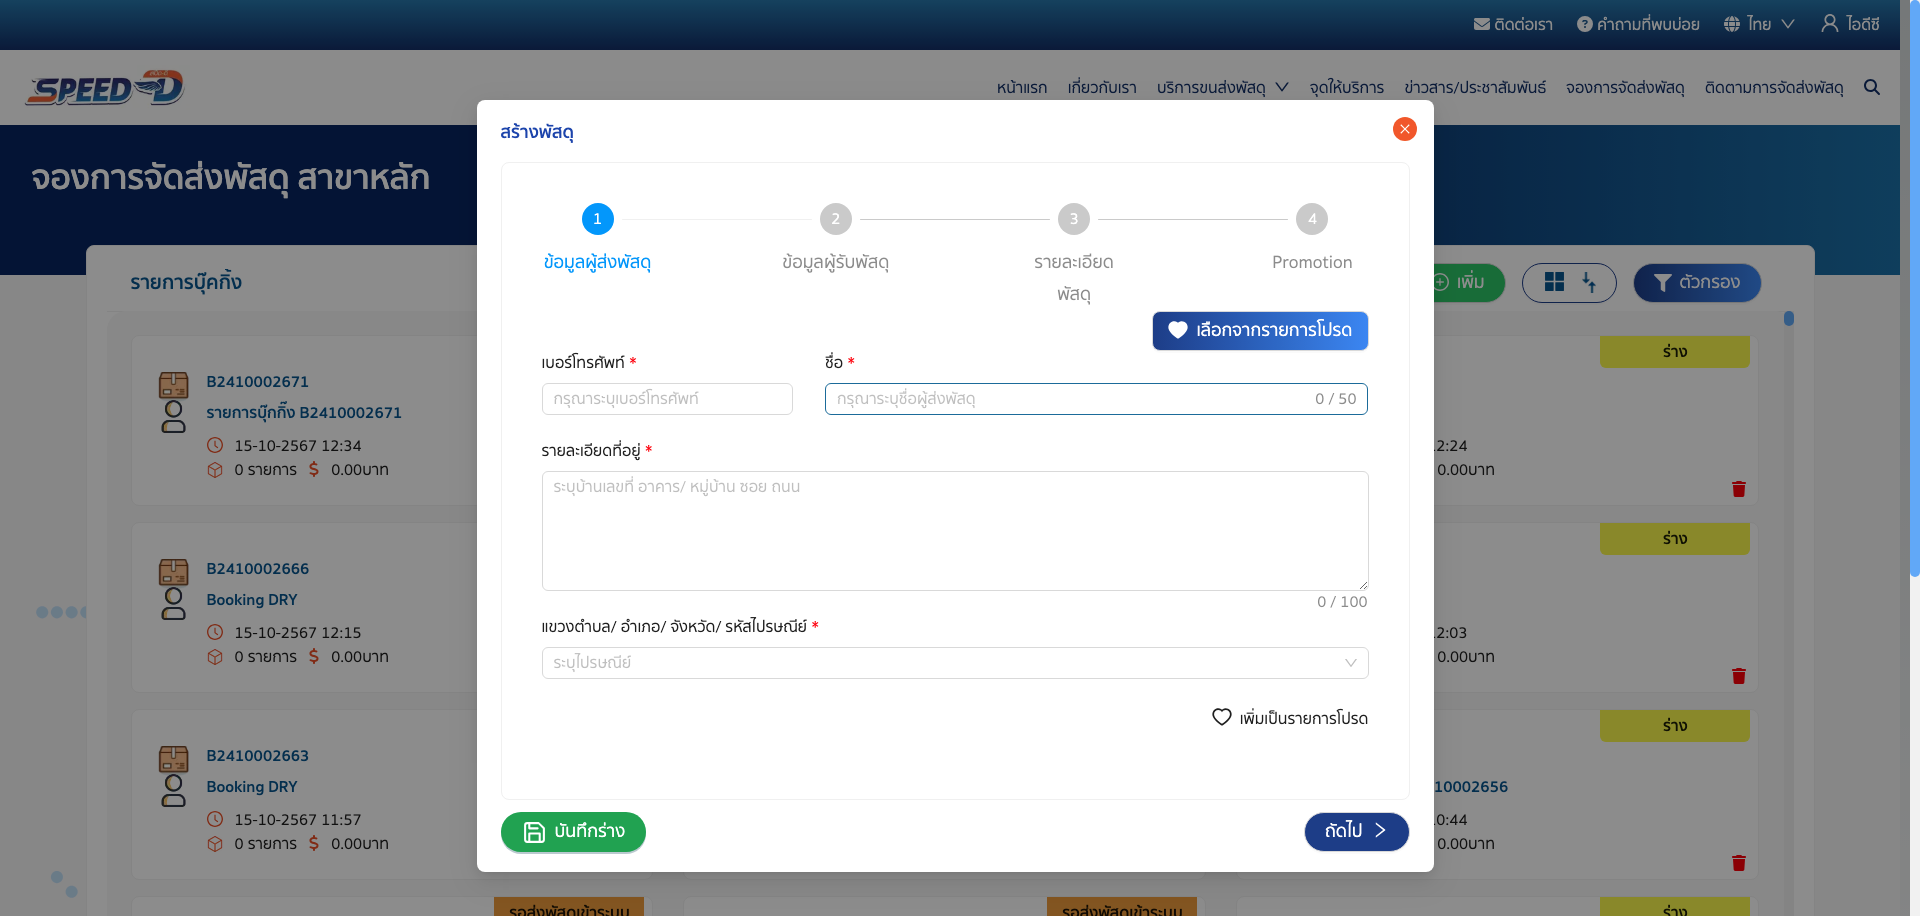 ติดต่อเรา คำถามที่พบบ่อย ไทย ไอดีซี
SPEED-D
หน้าแรก เกี่ยวกับเรา บริการขนส่งพัสดุ จุดให้บริการ ข่าวสาร/ประชาสัมพันธ์ จองการจัดส่งพัสดุ ติดตามการจัดส่งพัสดุ
จองการจัดส่งพัสดุ สาขาหลัก
สร้างพัสดุ
1 2 3 4
ข้อมูลผู้ส่งพัสดุ ข้อมูลผู้รับพัสดุ รายละเอียด Promotion
พัสดุ
เลือกจากรายการโปรด
เบอร์โทรศัพท์ * ชื่อ *
กรุณาระบุเบอร์โทรศัพท์ กรุณาระบุชื่อผู้ส่งพัสดุ 0 / 50
รายละเอียดที่อยู่ *
ระบุบ้านเลขที่ อาคาร/ หมู่บ้าน ซอย ถนน
0 / 100
แขวงตำบล/ อำเภอ/ จังหวัด/ รหัสไปรษณีย์ *
ระบุไปรษณีย์
เพิ่มเป็นรายการโปรด
บันทึกร่าง ถัดไป
รายการบุ๊คกิ้ง เพิ่ม ตัวกรอง
B2410002671
รายการบุ๊กกิ้ง B2410002671
15-10-2567 12:34
0 รายการ $ 0.00บาท
ร่าง
2:24
0.00บาท
B2410002666
Booking DRY
15-10-2567 12:15
0 รายการ $ 0.00บาท
ร่าง
2:03
0.00บาท
B2410002663
Booking DRY
15-10-2567 11:57
0 รายการ $ 0.00บาท
ร่าง
10002656
0:44
0.00บาท
รอส่งพัสดุเข้าระบบ รอส่งพัสดุเข้าระบบ ร่าง